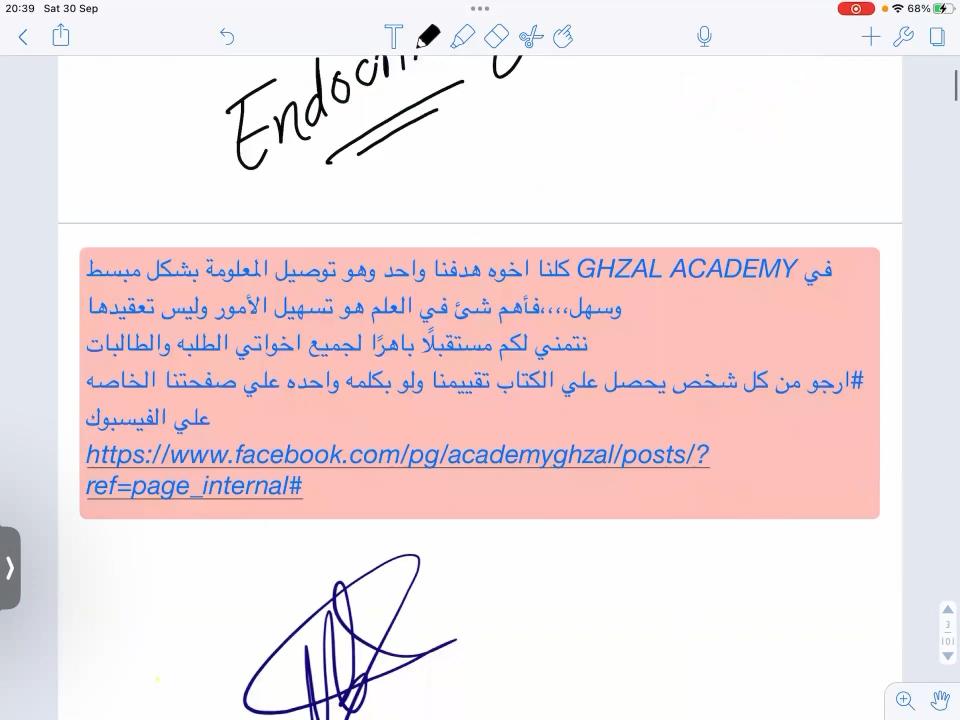 20:39 Sat 30 Sep
68%
T
في GHZAL ACADEMY كلنا اخوه هدفنا واحد وهو توصيل المعلومة بشكل مبسط
وسهل،،،،فأهم شئ في العلم هو تسهيل الأمور وليس تعقيدها
نتمني لكم مستقبلًا باهرًا لجميع اخواتي الطلبه والطالبات
#ارجو من كل شخص يحصل علي الكتاب تقييمنا ولو بكلمه واحده علي صفحتنا الخاصه
علي الفيسبوك
https://www.facebook.com/pg/academyghzal/posts/?
ref=page_internal#
3
101